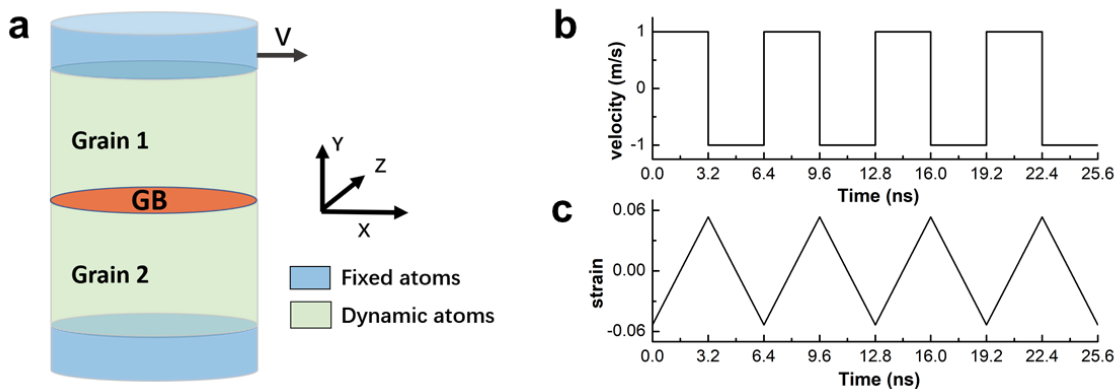 a
V
Grain 1
GB
Grain 2
Y
Z
X
Fixed atoms
Dynamic atoms
b
velocity (m/s)
1
0
-1
0.0 3.2 6.4 9.6 12.8 16.0 19.2 22.4 25.6
Time (ns)
c
strain
0.06
0.00
-0.06
0.0 3.2 6.4 9.6 12.8 16.0 19.2 22.4 25.6
Time (ns)